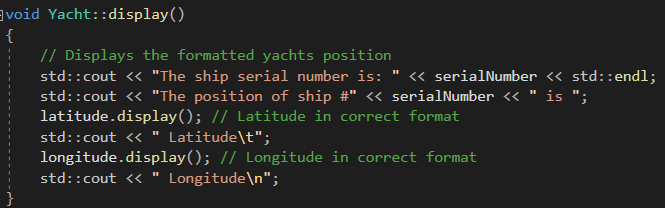 void Yacht::display()
{
// Displays the formatted yachts position
std::cout << "The ship serial number is: " << serialNumber << std::endl;
std::cout << "The position of ship #" << serialNumber << " is ";
latitude.display(); // Latitude in correct format
std::cout << " Latitude\t";
longitude.display(); // Longitude in correct format
std::cout << " Longitude\n";
}